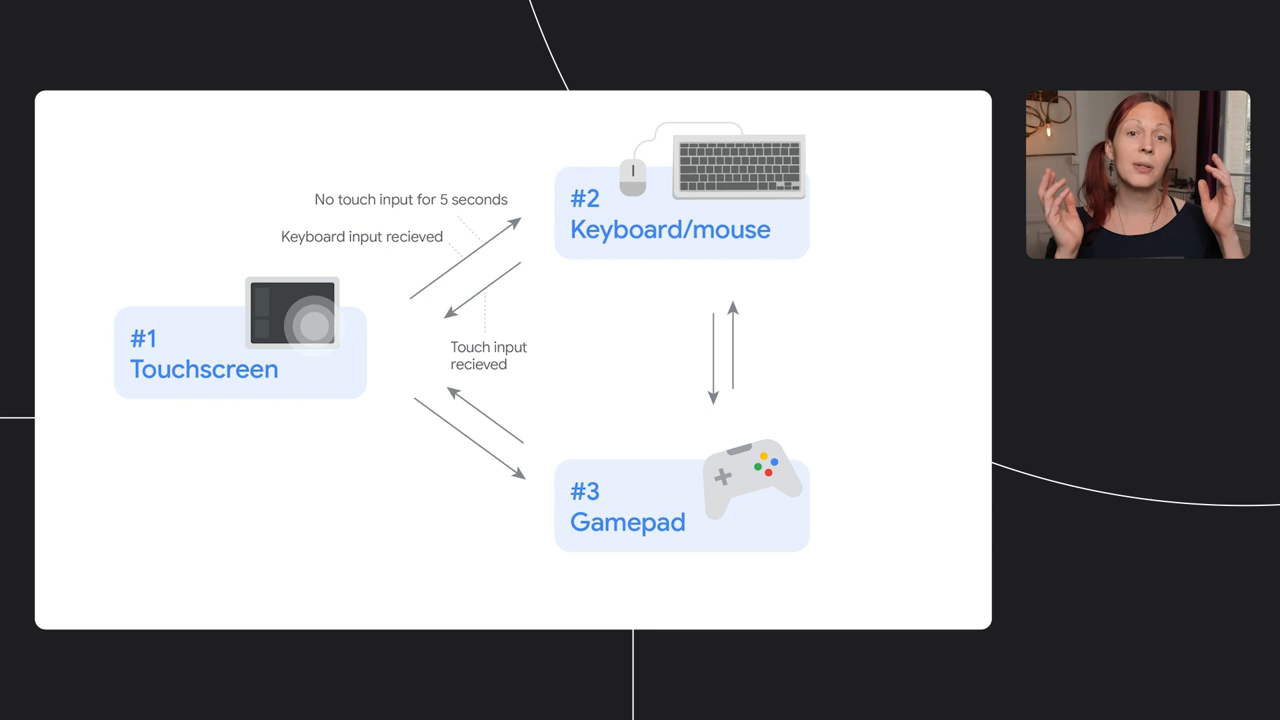 No touch input for 5 seconds
Keyboard input recieved
#2
Keyboard/mouse
#1
Touchscreen
Touch input
recieved
#3
Gamepad